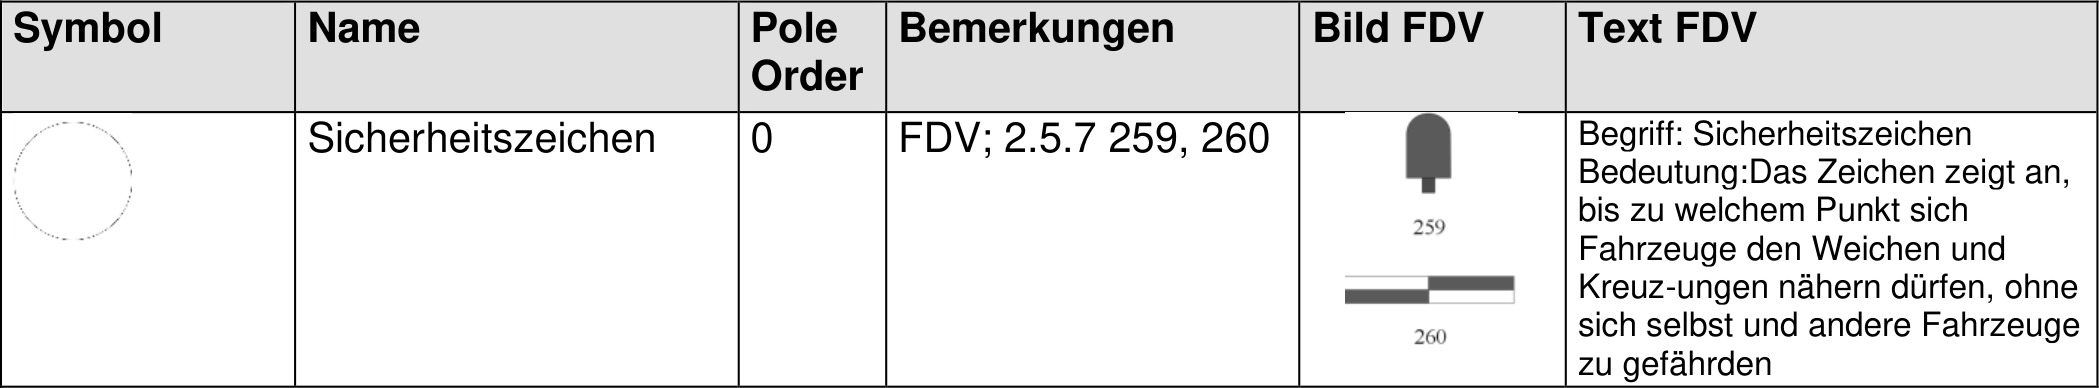 Symbol
Name
Pole
Order
Bemerkungen
Bild FDV
Text FDV
Sicherheitszeichen
0
FDV; 2.5.7 259, 260
259
260
Begriff: Sicherheitszeichen
Bedeutung:Das Zeichen zeigt an,
bis zu welchem Punkt sich
Fahrzeuge den Weichen und
Kreuz-ungen nähern dürfen, ohne
sich selbst und andere Fahrzeuge
zu gefährden